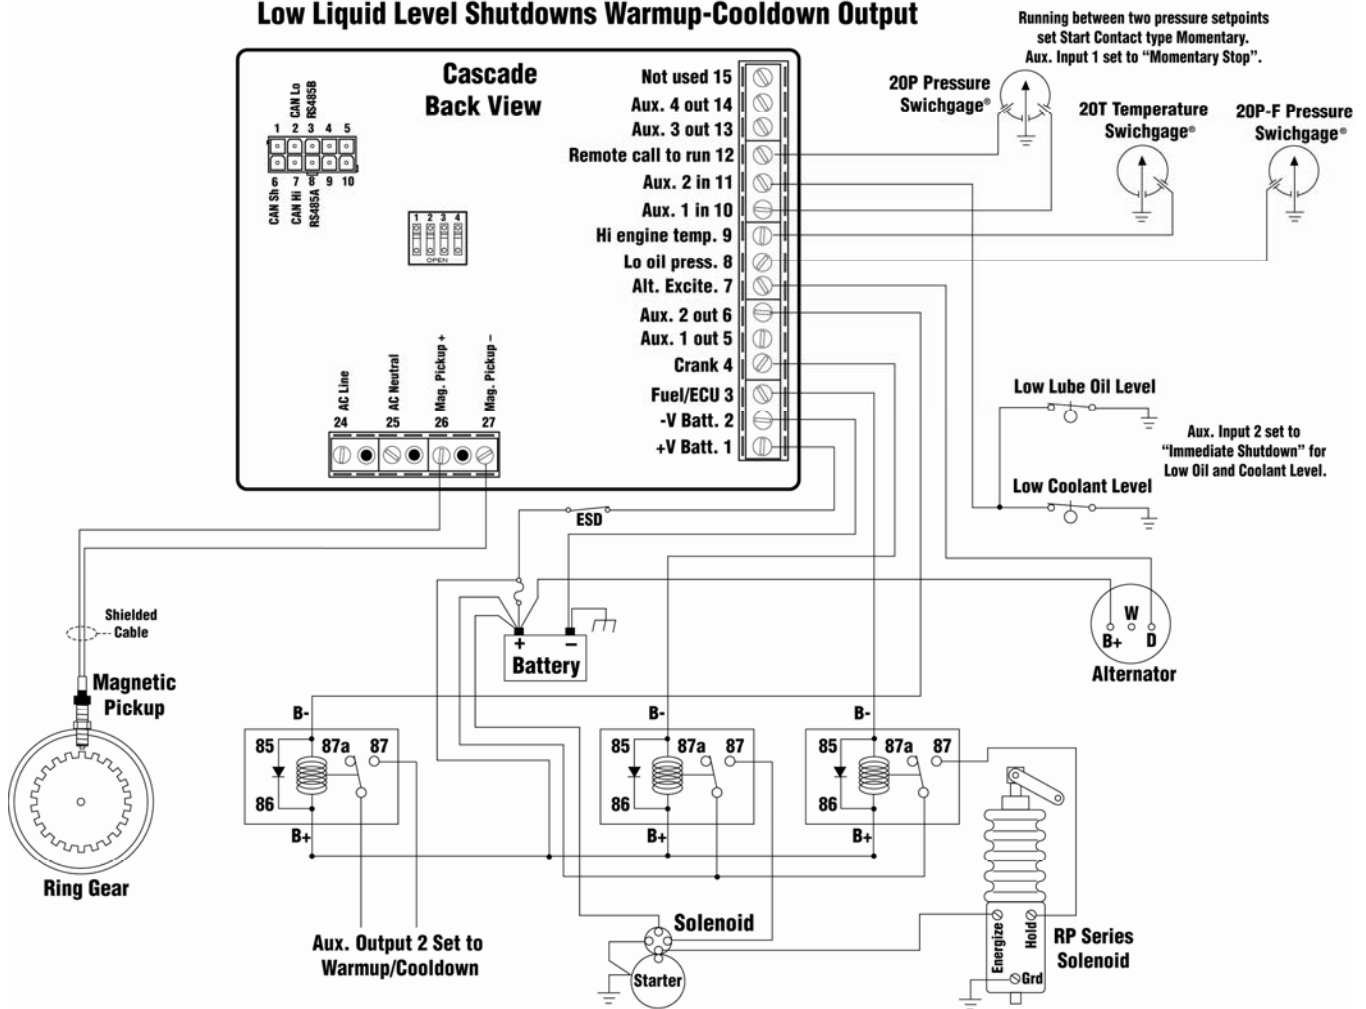 Low Liquid Level Shutdowns Warmup-Cooldown Output
Running between two pressure setpoints
set Start Contact type Momentary.
Aux. Input 1 set to “Momentary Stop”.
Cascade
Back View
CAN Lo
RS485B
1 2 3 4 5
6 7 8 9 10
CAN Sh
CAN Hi
RS485A
1 2 3 4
OPEN
Not used 15
Aux. 4 out 14
Aux. 3 out 13
Remote call to run 12
Aux. 2 in 11
Aux. 1 in 10
Hi engine temp. 9
Lo oil press. 8
Alt. Excite. 7
Aux. 2 out 6
Aux. 1 out 5
Crank 4
Fuel/ECU 3
-V Batt. 2
+V Batt. 1
20P Pressure
Swichgage®
20T Temperature
Swichgage®
20P-F Pressure
Swichgage®
AC Line
AC Neutral
Mag. Pickup +
Mag. Pickup –
24 25 26 27
Low Lube Oil Level
Aux. Input 2 set to
“Immediate Shutdown” for
Low Oil and Coolant Level.
Low Coolant Level
ESD
Shielded
Cable
Magnetic
Pickup
Ring Gear
+ –
Battery
W
B+ D
Alternator
B-
85 87a 87
86
B+
B-
85 87a 87
86
B+
B-
85 87a 87
86
B+
Aux. Output 2 Set to
Warmup/Cooldown
Solenoid
Starter
Energize
Hold
Grd
RP Series
Solenoid